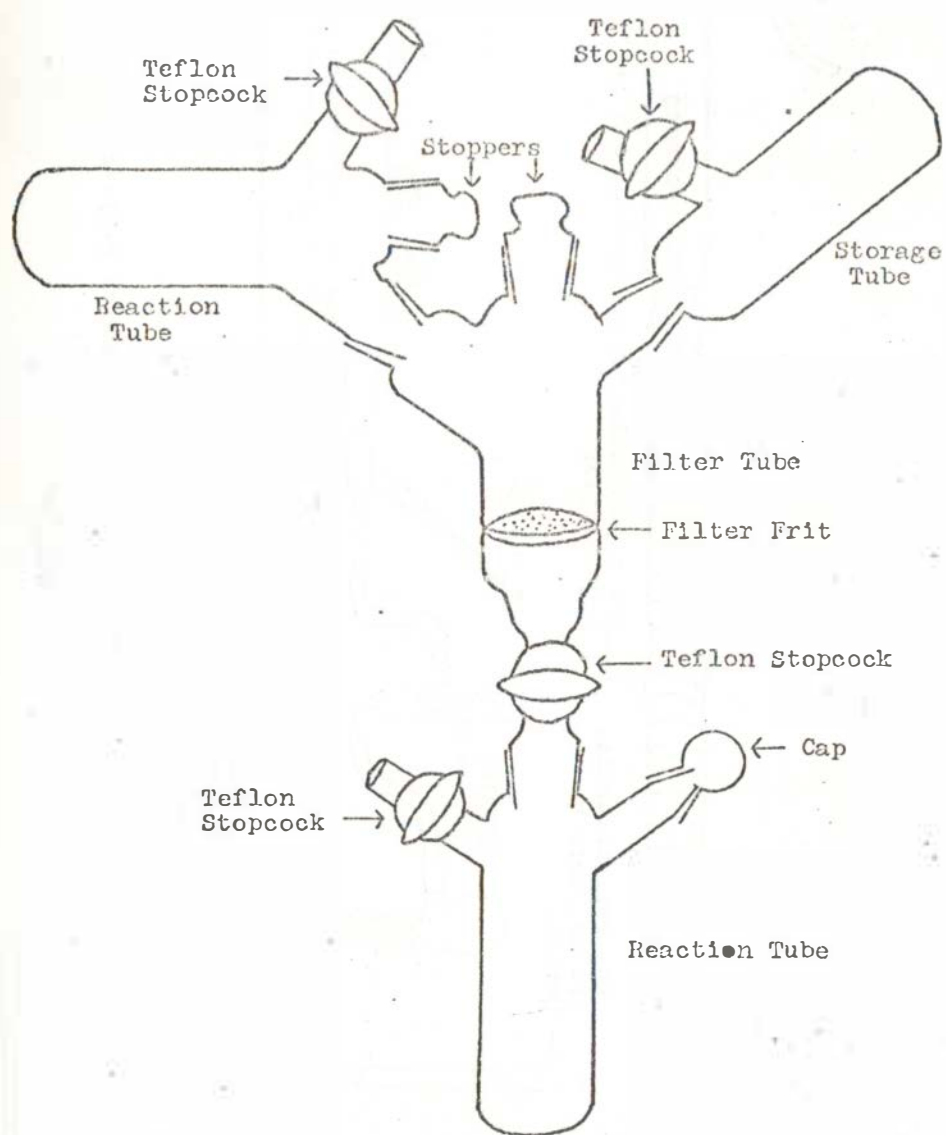 Teflon
Stopcock
Teflon
Stopcock
Stoppers
Storage
Tube
Reaction
Tube
Filter Tube
Filter Frit
Teflon Stopcock
Cap
Teflon
Stopcock
Reaction Tube